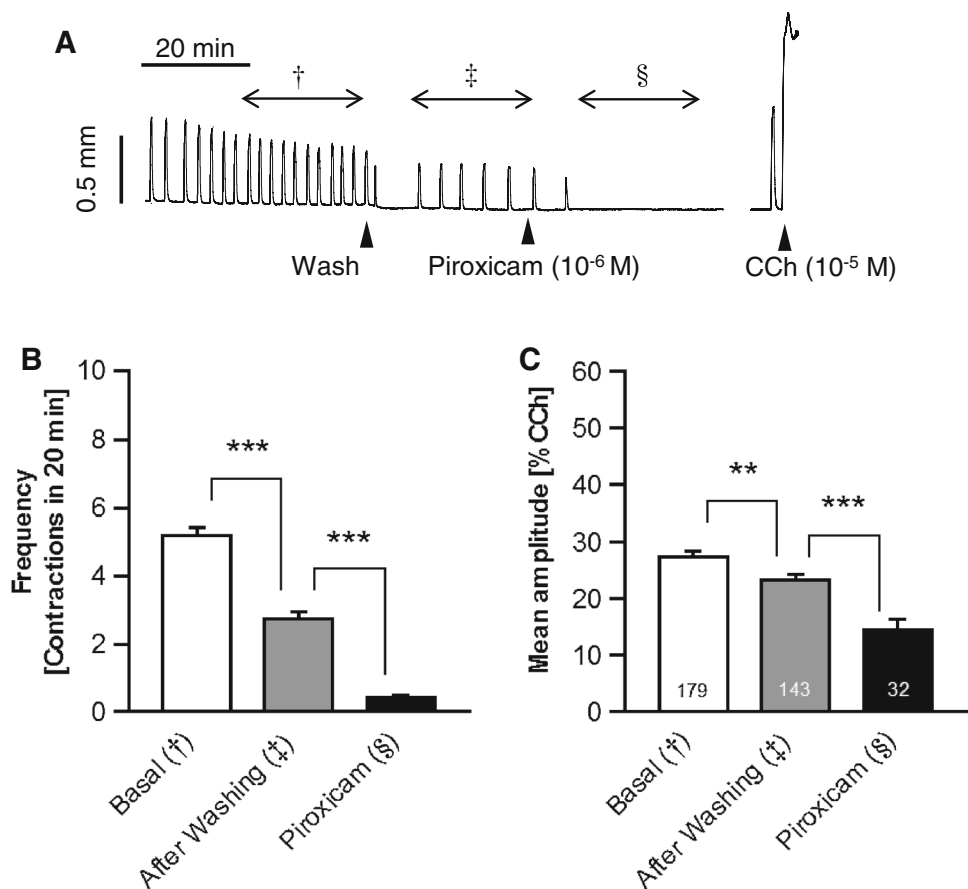 A
20 min
† ‡ §
0.5 mm
Wash Piroxicam (10-6 M) CCh (10-5 M)
B
Frequency
[Contractions in 20 min]
10
8
6
4
2
0
***
***
Basal (†)
After Washing (‡)
Piroxicam (§)
C
Mean amplitude [% CCh]
60
50
40
30
20
10
0
**
***
179 143 32
Basal (†)
After Washing (‡)
Piroxicam (§)